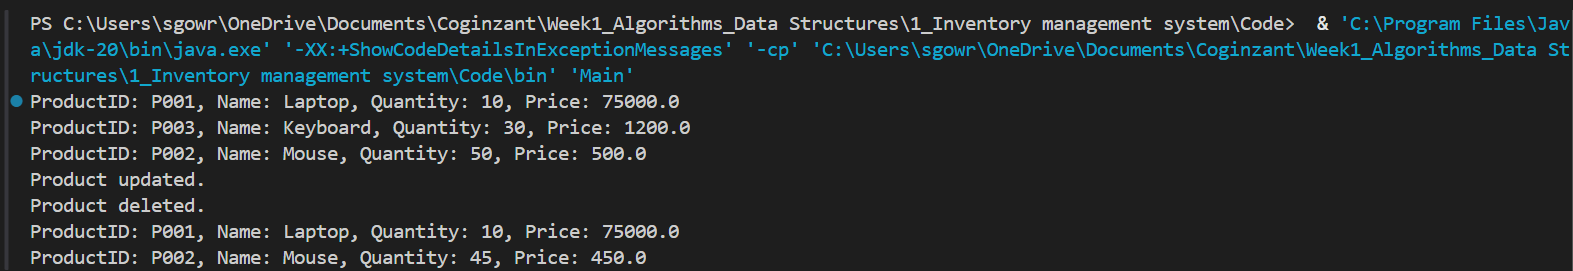 PS C:\Users\sgowr\OneDrive\Documents\Coginzant\Week1_Algorithms_Data Structures\1_Inventory management system\Code>  & 'C:\Program Files\Jav
a\jdk-20\bin\java.exe' '-XX:+ShowCodeDetailsInExceptionMessages' '-cp' 'C:\Users\sgowr\OneDrive\Documents\Coginzant\Week1_Algorithms_Data St
ructures\1_Inventory management system\Code\bin' 'Main'
ProductID: P001, Name: Laptop, Quantity: 10, Price: 75000.0
ProductID: P003, Name: Keyboard, Quantity: 30, Price: 1200.0
ProductID: P002, Name: Mouse, Quantity: 50, Price: 500.0
Product updated.
Product deleted.
ProductID: P001, Name: Laptop, Quantity: 10, Price: 75000.0
ProductID: P002, Name: Mouse, Quantity: 45, Price: 450.0